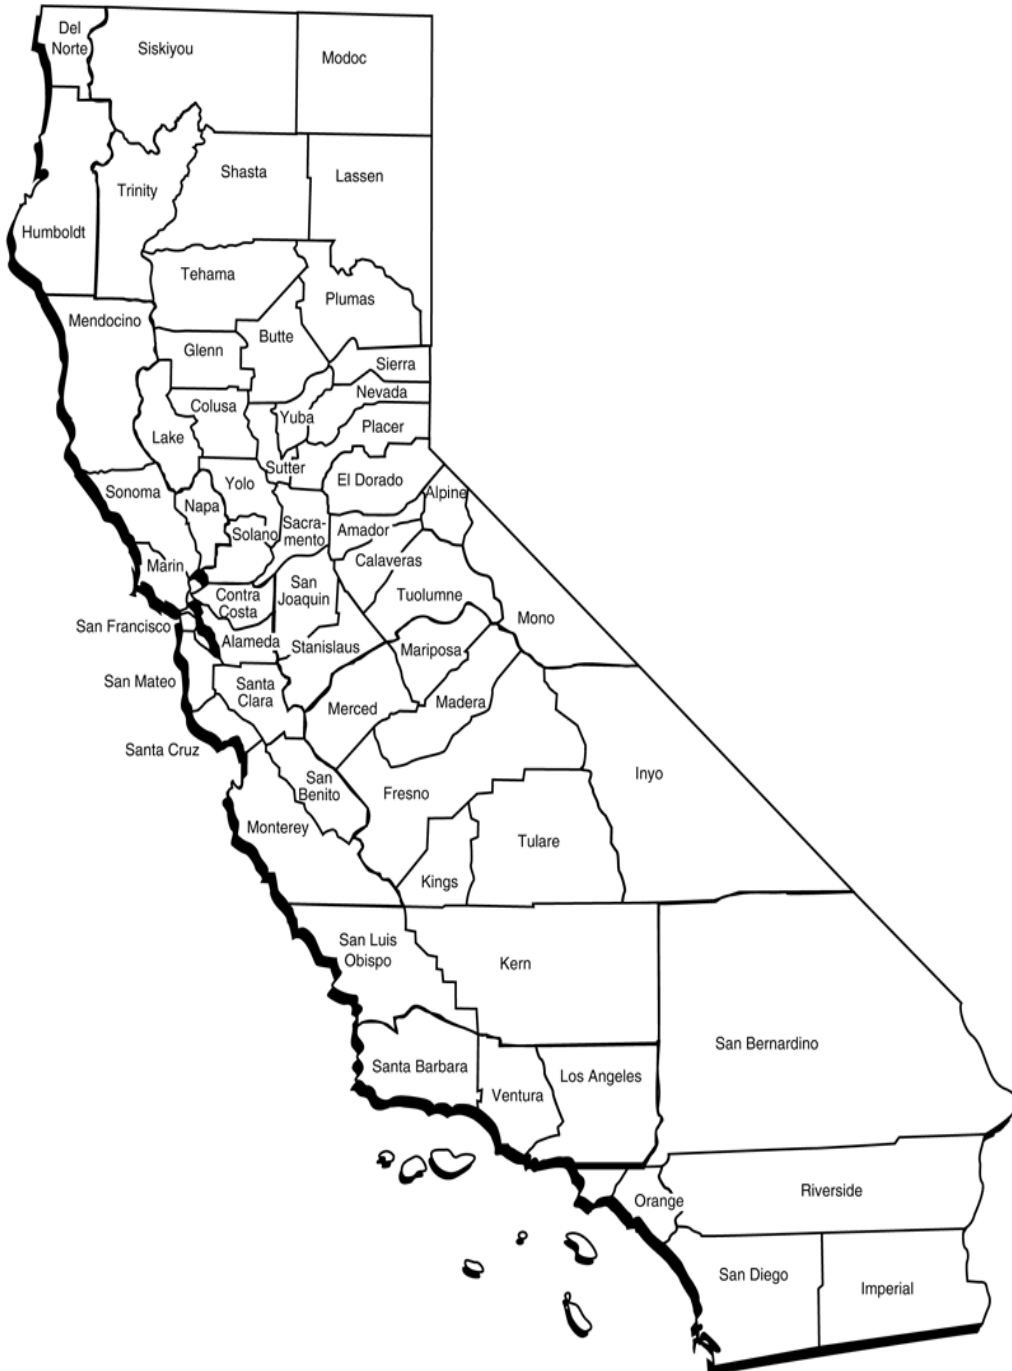 Del
Norte
Siskiyou
Modoc
Shasta
Lassen
Trinity
Humboldt
Tehama
Plumas
Mendocino
Butte
Glenn
Sierra
Nevada
Colusa
Yuba
Placer
Lake
Sutter
El Dorado
Yolo
Sonoma
Alpine
Napa
Sacra-
mento
Solano
Amador
Calaveras
Marin
San
Joaquin
Contra
Costa
Tuolumne
Mono
San Francisco
Alameda
Stanislaus
Mariposa
San Mateo
Santa
Clara
Merced
Madera
Santa Cruz
Inyo
San
Benito
Fresno
Monterey
Tulare
Kings
San Luis
Obispo
Kern
San Bernardino
Santa Barbara
Los Angeles
Ventura
Orange
Riverside
San Diego
Imperial